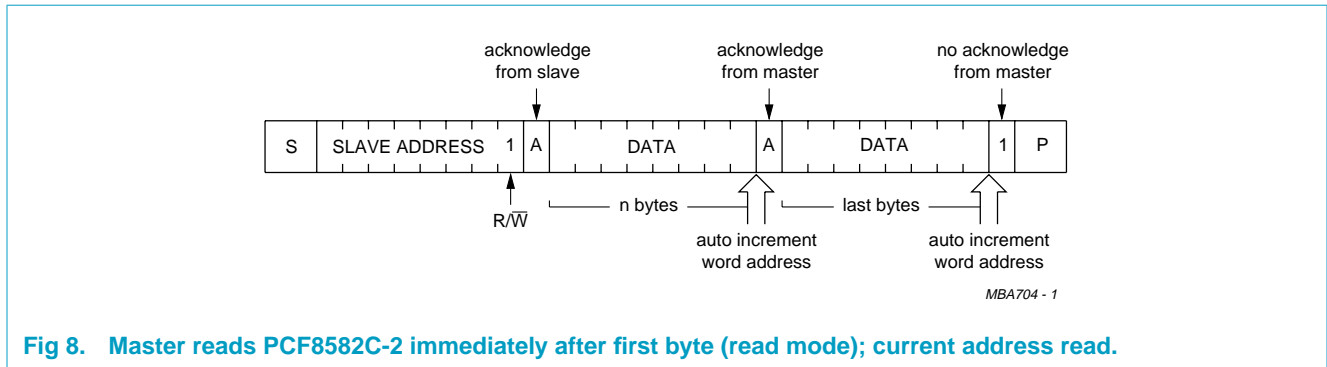 acknowledge
from slave
acknowledge
from master
no acknowledge
from master
S SLAVE ADDRESS 1 A DATA A DATA 1 P
R/W̅
n bytes
last bytes
auto increment
word address
auto increment
word address
MBA704 - 1
Fig 8. Master reads PCF8582C-2 immediately after first byte (read mode); current address read.